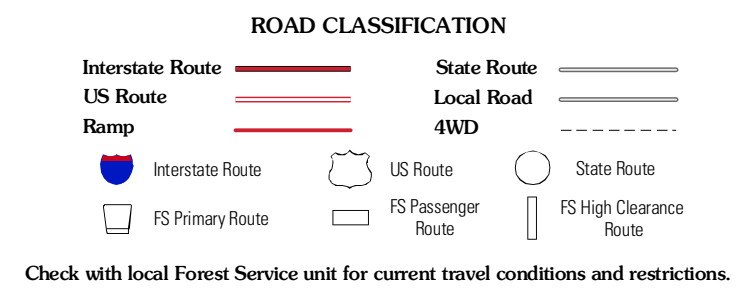 ROAD CLASSIFICATION
Interstate Route
State Route
US Route
Local Road
Ramp
4WD
Interstate Route
US Route
State Route
FS Primary Route
FS Passenger
Route
FS High Clearance
Route
Check with local Forest Service unit for current travel conditions and restrictions.